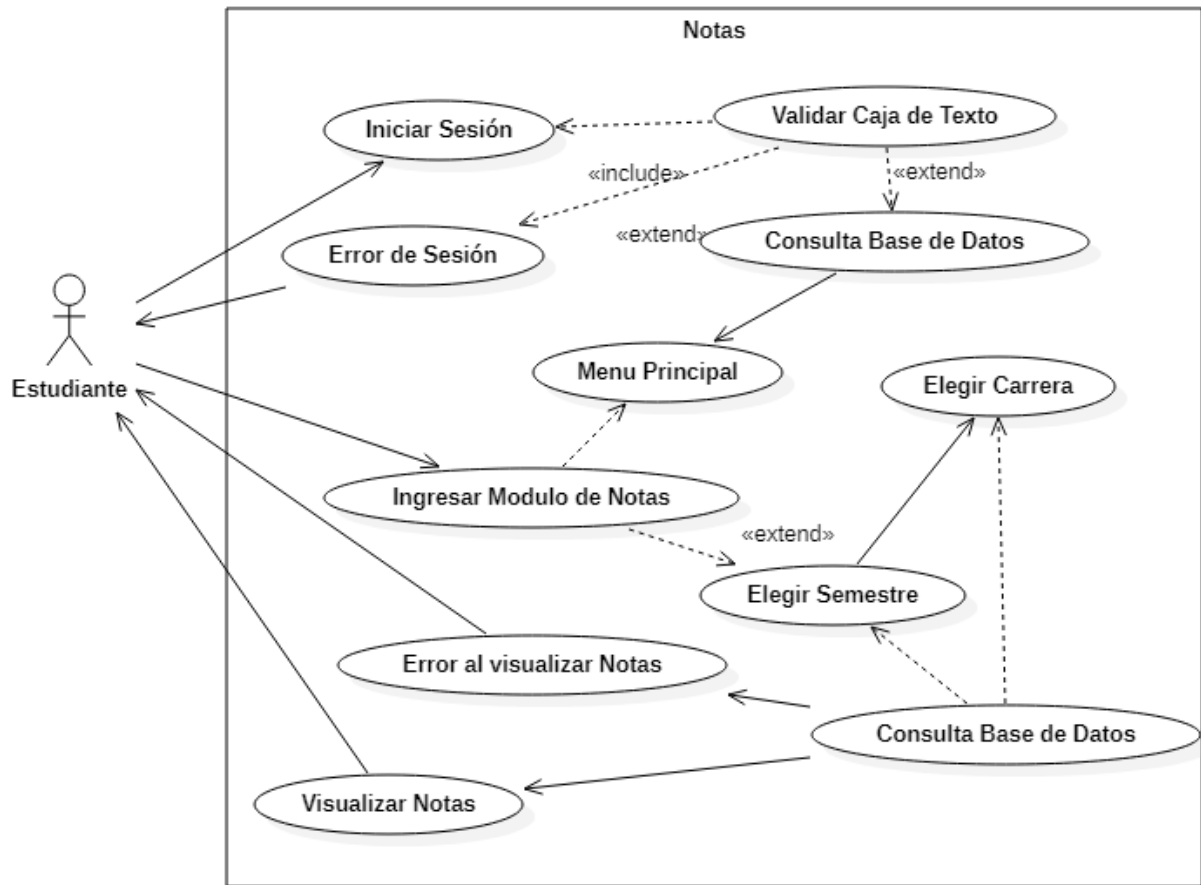 Notas
Iniciar Sesión
Validar Caja de Texto
«include»
«extend»
Error de Sesión
«extend»
Consulta Base de Datos
Estudiante
Menu Principal
Elegir Carrera
Ingresar Modulo de Notas
«extend»
Elegir Semestre
Error al visualizar Notas
Consulta Base de Datos
Visualizar Notas